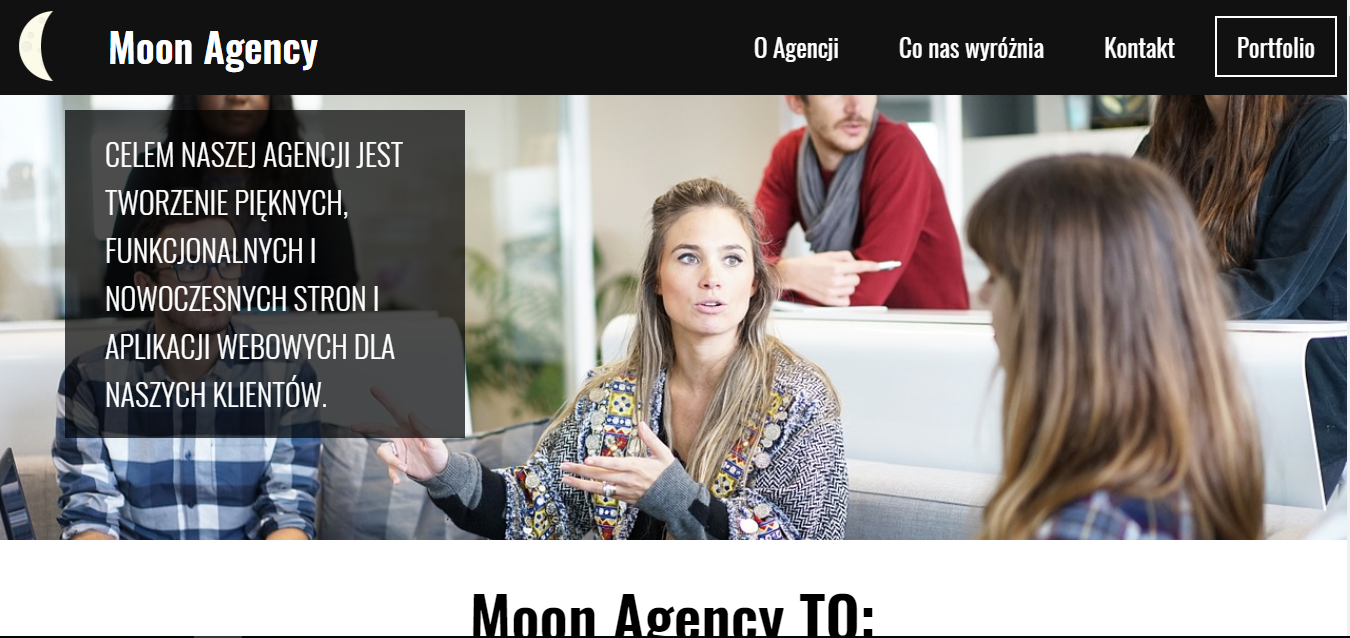 Moon Agency
O Agencji
Co nas wyróżnia
Kontakt
Portfolio
CELEM NASZEJ AGENCJI JEST
TWORZENIE PIĘKNYCH,
FUNKCJONALNYCH I
NOWOCZESNYCH STRON I
APLIKACJI WEBOWYCH DLA
NASZYCH KLIENTÓW.
Moon Agency TO: